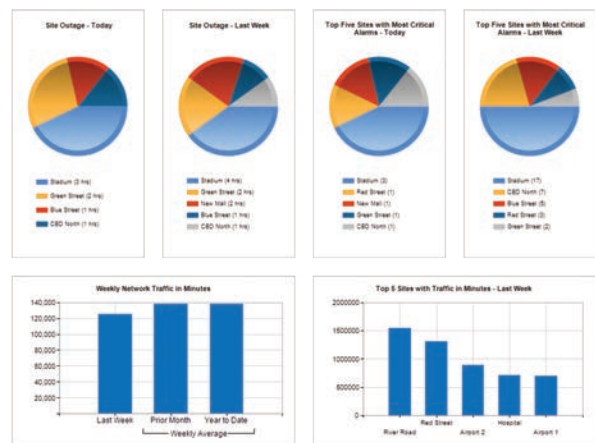 Site Outage - Today
Stadium (3 hrs)
Green Street (2 hrs)
Blue Street (1 hrs)
CBD North (1 hrs)
Site Outage - Last Week
Stadium (4 hrs)
Green Street (2 hrs)
New Mall (2 hrs)
Blue Street (1 hrs)
CBD North (1 hrs)
Top Five Sites with Most Critical
Alarms - Today
Stadium (3)
Red Street (1)
New Mall (1)
Green Street (1)
CBD North (1)
Top Five Sites with Most Critical
Alarms - Last Week
Stadium (17)
CBD North (7)
Blue Street (5)
Red Street (3)
Green Street (2)
Weekly Network Traffic in Minutes
140,000
120,000
100,000
80,000
60,000
40,000
20,000
Last Week Prior Month Year to Date
Weekly Average
Top 5 Sites with Traffic in Minutes - Last Week
2000000
1500000
1000000
500000
0
Red Street Hospital
River Road Airport 2 Airport 1